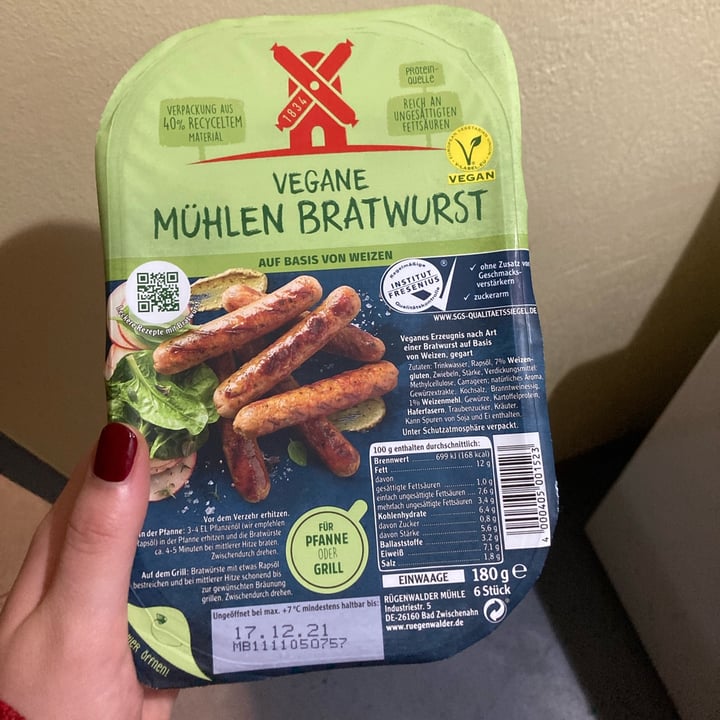 1834
VERPACKUNG AUS
40% RECYCELTEM
MATERIAL
PROTEIN-
QUELLE
REICH AN
UNGESÄTTIGTEN
FETTSÄUREN
V-LABEL.EU
VEGAN
VEGANE
MÜHLEN BRATWURST
AUF BASIS VON WEIZEN
Leckere Rezepte mit Bratwurst
Regelmäßige
INSTITUT
FRESENIUS
Qualitätskontrolle
✓ ohne Zusatz von
Geschmacks-
verstärkern
✓ zuckerarm
WWW.SGS-QUALITAETSSIEGEL.DE
Veganes Erzeugnis nach Art
einer Bratwurst auf Basis
von Weizen, gegart
Zutaten: Trinkwasser, Rapsöl, 7% Weizen-
gluten, Zwiebeln, Stärke, Verdickungsmittel:
Methylcellulose, Carrageen; natürliches Aroma,
Gewürzextrakte, Kochsalz, Branntweinessig,
1% Weizenmehl, Gewürze, Kartoffelprotein,
Haferfasern, Traubenzucker, Kräuter.
Kann Spuren von Soja und Ei enthalten.
Unter Schutzatmosphäre verpackt.
100 g enthalten durchschnittlich:
Brennwert 699 kJ (168 kcal)
Fett 12 g
davon
gesättigte Fettsäuren 1,0 g
einfach ungesättigte Fettsäuren 7,6 g
mehrfach ungesättigte Fettsäuren 3,4 g
Kohlenhydrate 6,4 g
davon Zucker 0,8 g
davon Stärke 5,6 g
Ballaststoffe 3,2 g
Eiweiß 7,1 g
Salz 1,8 g
4 000405 001523
Vor dem Verzehr erhitzen.
In der Pfanne: 3-4 EL Pflanzenöl (wir empfehlen
Rapsöl) in der Pfanne erhitzen und die Bratwürste
ca. 4-5 Minuten bei mittlerer Hitze braten.
Zwischendurch drehen.
Auf dem Grill: Bratwürste mit etwas Rapsöl
bestreichen und bei mittlerer Hitze schonend bis
zur gewünschten Bräunung
grillen. Zwischendurch drehen.
FÜR
PFANNE
ODER
GRILL
EINWAAGE 180 g e
6 Stück
RÜGENWALDER MÜHLE
Industriestr. 5
DE-26160 Bad Zwischenahn
www.ruegenwalder.de
Ungeöffnet bei max. +7 °C mindestens haltbar bis:
17.12.21
MB1111050757
HIER ÖFFNEN!